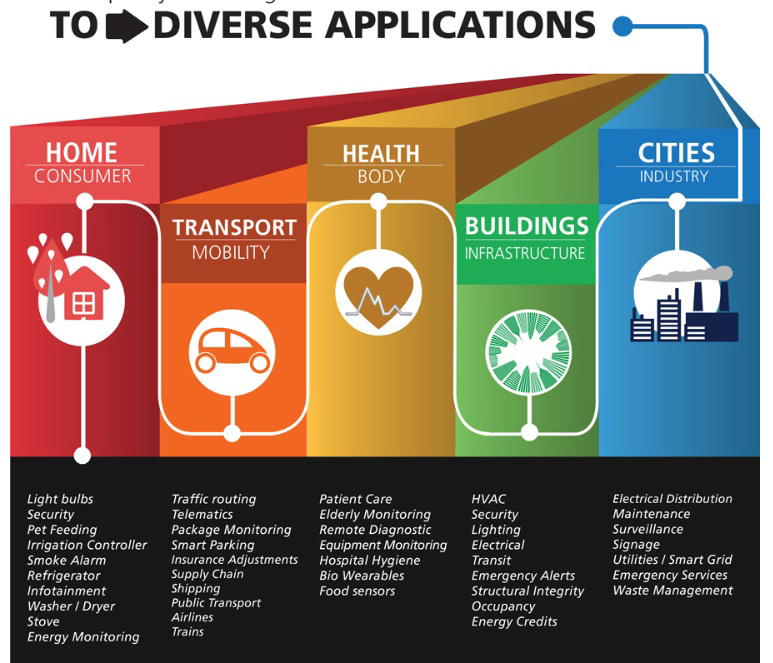 TO DIVERSE APPLICATIONS
HOME
CONSUMER
TRANSPORT
MOBILITY
HEALTH
BODY
BUILDINGS
INFRASTRUCTURE
CITIES
INDUSTRY
Light bulbs
Security
Pet Feeding
Irrigation Controller
Smoke Alarm
Refrigerator
Infotainment
Washer / Dryer
Stove
Energy Monitoring
Traffic routing
Telematics
Package Monitoring
Smart Parking
Insurance Adjustments
Supply Chain
Shipping
Public Transport
Airlines
Trains
Patient Care
Elderly Monitoring
Remote Diagnostic
Equipment Monitoring
Hospital Hygiene
Bio Wearables
Food sensors
HVAC
Security
Lighting
Electrical
Transit
Emergency Alerts
Structural Integrity
Occupancy
Energy Credits
Electrical Distribution
Maintenance
Surveillance
Signage
Utilities / Smart Grid
Emergency Services
Waste Management